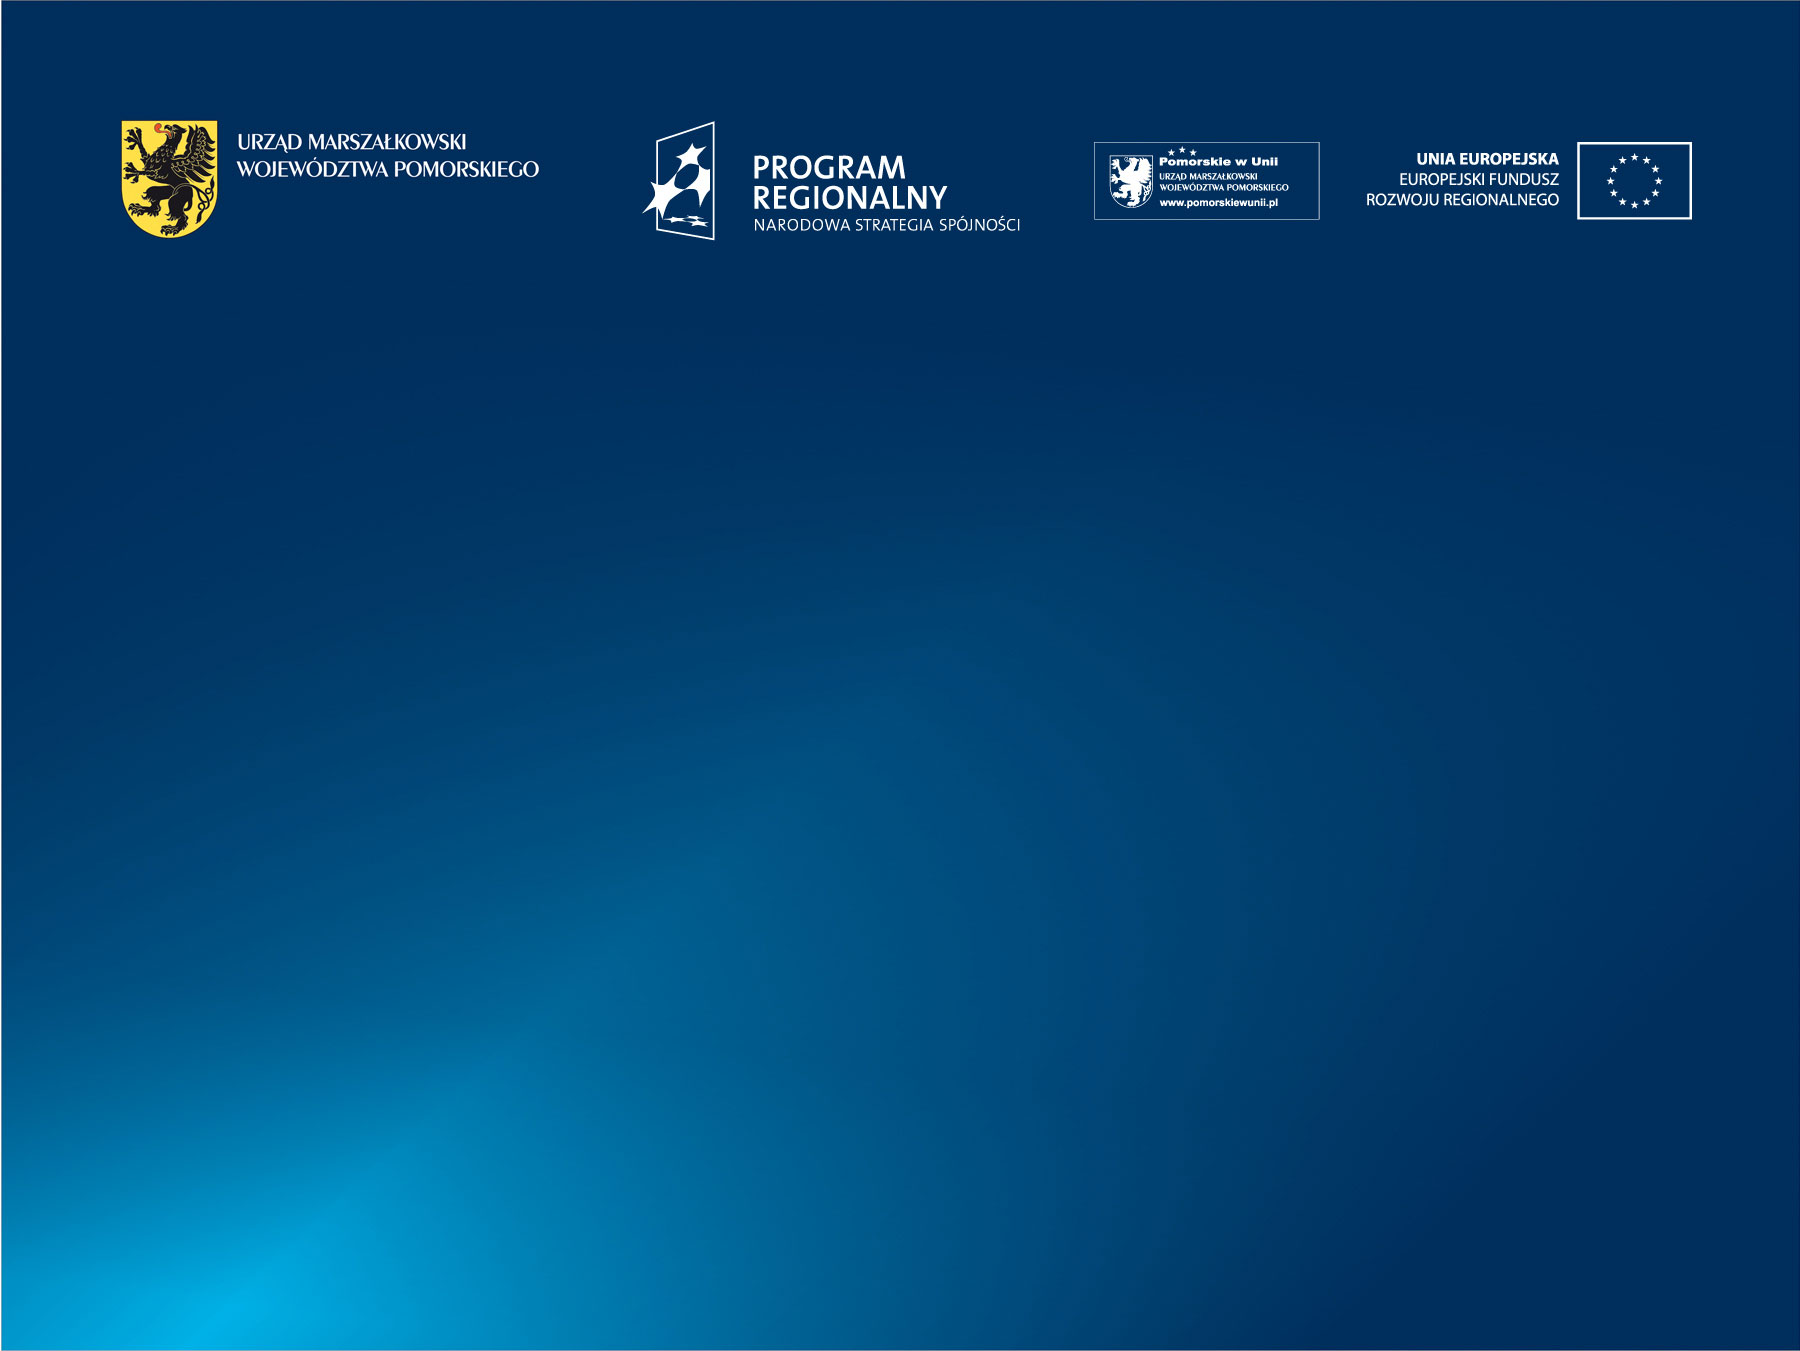 URZĄD MARSZAŁKOWSKI
WOJEWÓDZTWA POMORSKIEGO
PROGRAM
REGIONALNY
NARODOWA STRATEGIA SPÓJNOŚCI
Pomorskie w Unii
URZĄD MARSZAŁKOWSKI
WOJEWÓDZTWA POMORSKIEGO
www.pomorskiewunii.pl
UNIA EUROPEJSKA
EUROPEJSKI FUNDUSZ
ROZWOJU REGIONALNEGO